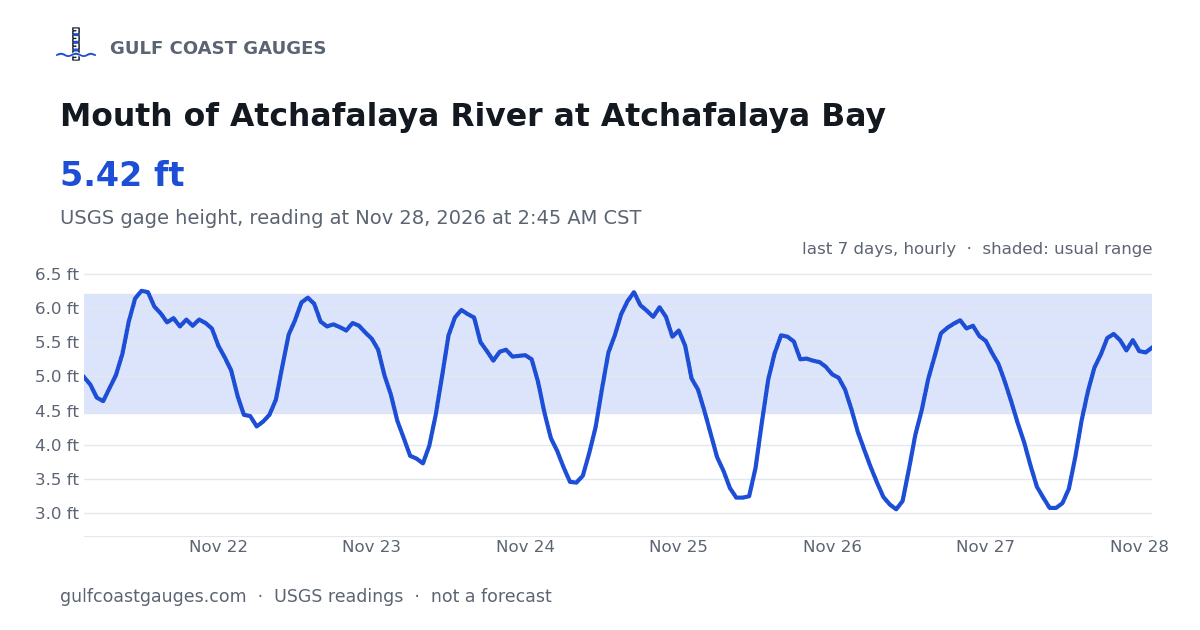 GULF COAST GAUGES
Mouth of Atchafalaya River at Atchafalaya Bay
5.42 ft
USGS gage height, reading at Nov 28, 2026 at 2:45 AM CST
last 7 days, hourly · shaded: usual range
6.5 ft
6.0 ft
5.5 ft
5.0 ft
4.5 ft
4.0 ft
3.5 ft
3.0 ft
Nov 22 Nov 23 Nov 24 Nov 25 Nov 26 Nov 27 Nov 28
gulfcoastgauges.com · USGS readings · not a forecast